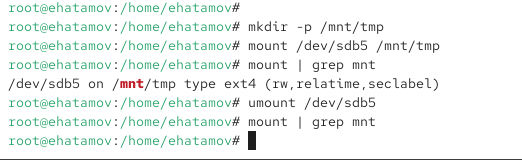 root@ehatamov:/home/ehatamov#
root@ehatamov:/home/ehatamov# mkdir -p /mnt/tmp
root@ehatamov:/home/ehatamov# mount /dev/sdb5 /mnt/tmp
root@ehatamov:/home/ehatamov# mount | grep mnt
/dev/sdb5 on /mnt/tmp type ext4 (rw,relatime,seclabel)
root@ehatamov:/home/ehatamov# umount /dev/sdb5
root@ehatamov:/home/ehatamov# mount | grep mnt
root@ehatamov:/home/ehatamov#